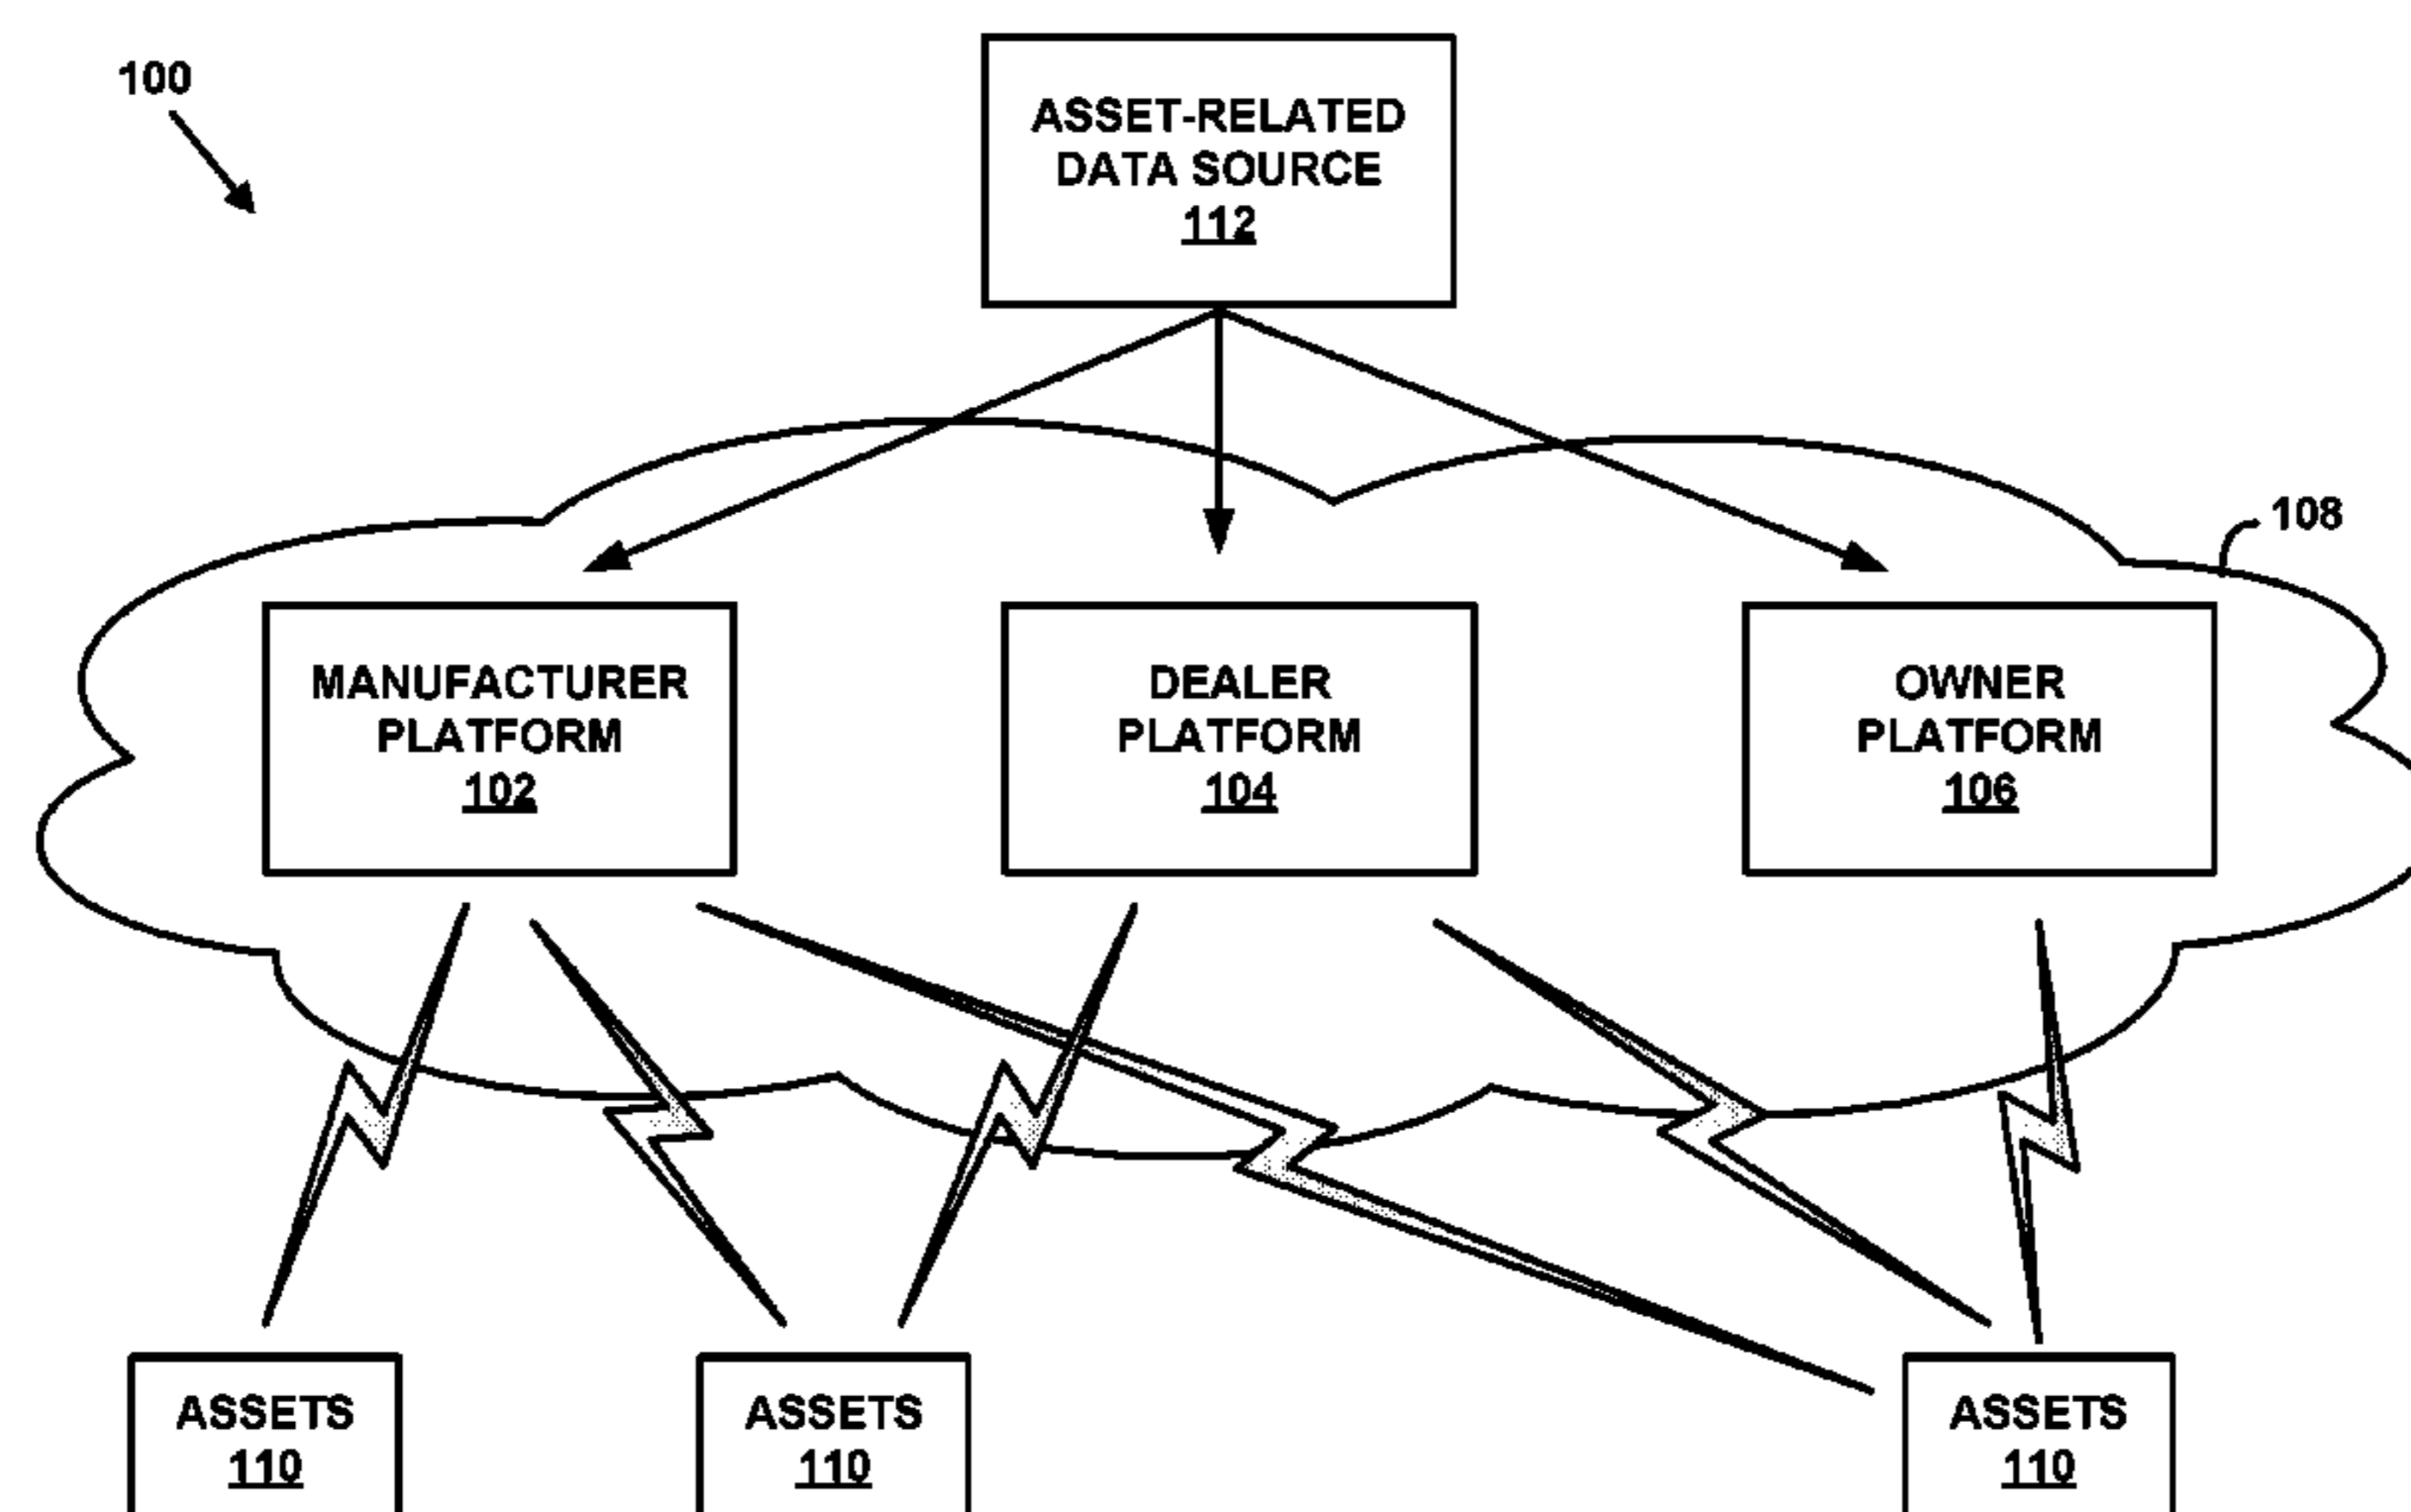 100
ASSET-RELATED
DATA SOURCE
112
108
MANUFACTURER
PLATFORM
102
DEALER
PLATFORM
104
OWNER
PLATFORM
106
ASSETS
110
ASSETS
110
ASSETS
110